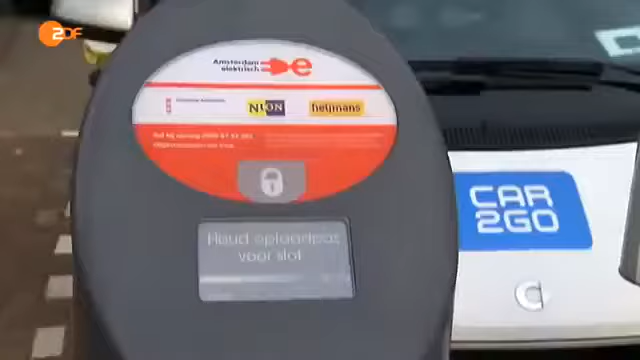 ZDF
Amsterdam
elektrisch
NUON
heijmans
Houd oplaadpas
voor slot
CAR
2GO